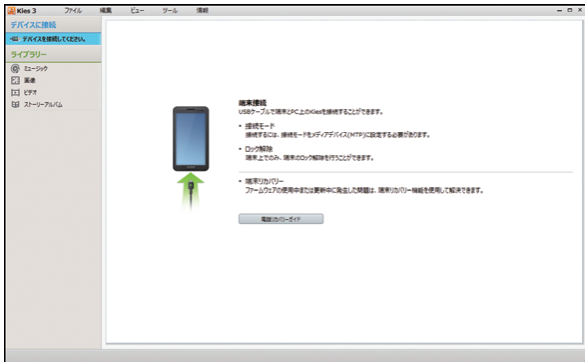 Kies 3 ファイル 編集 ビュー ツール 情報
デバイスに接続
デバイスを接続してください。
ライブラリー
ミュージック
画像
ビデオ
ストーリーアルバム
端末接続
USBケーブルで端末とPC上のKiesを接続することができます。
• 接続モード
接続するには、接続モードをメディアデバイス(MTP)に設定する必要があります。
• ロック解除
端末上でのみ、端末のロック解除を行うことができます。
• 端末リカバリー
ファームウェアの使用中または更新中に発生した問題は、端末リカバリー機能を使用して解決できます。
電話リカバリーガイド